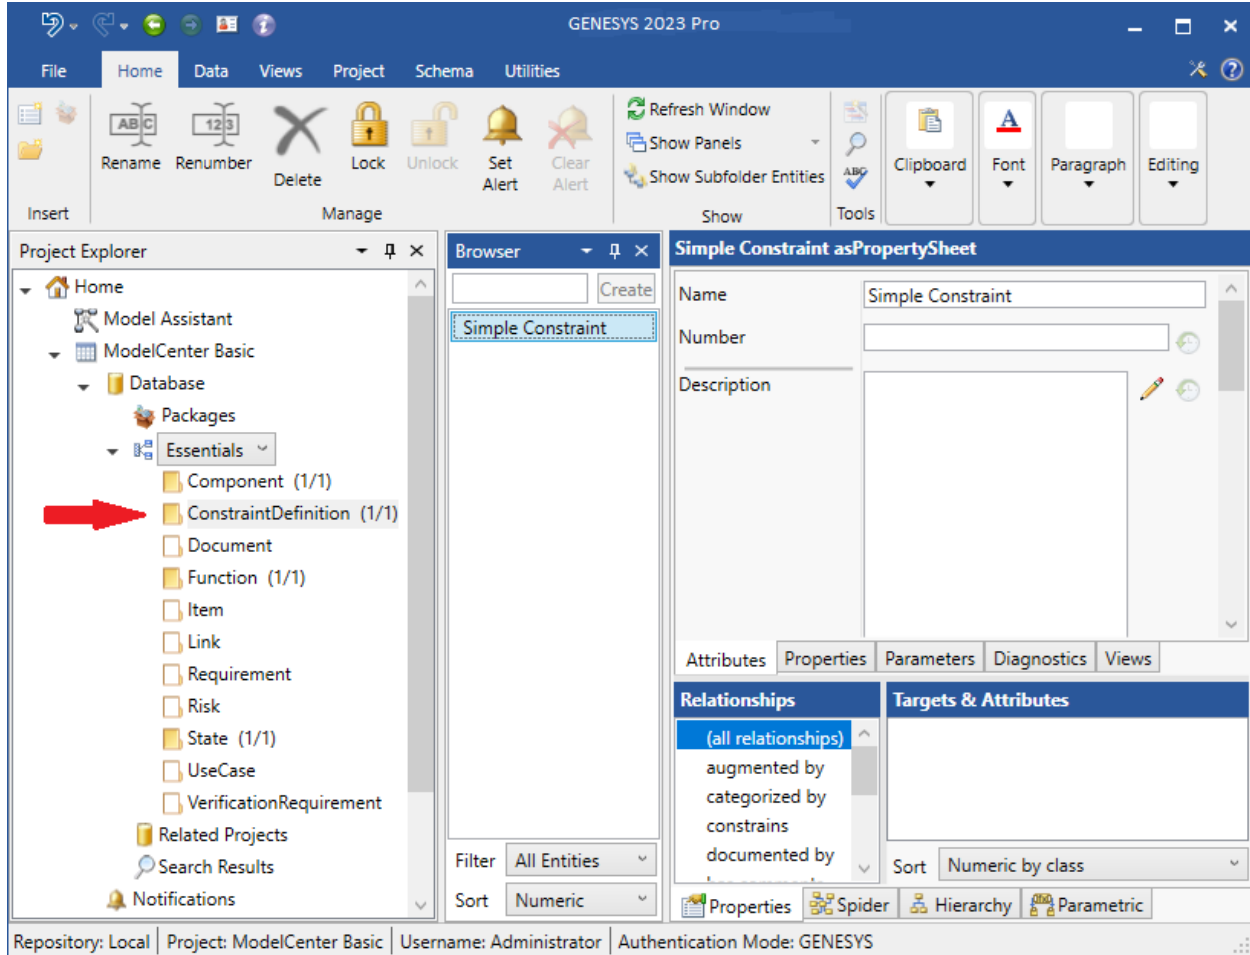 GENESYS 2023 Pro
File Home Data Views Project Schema Utilities
Rename Renumber Delete Lock Unlock Set Alert Clear Alert
Refresh Window
Show Panels
Show Subfolder Entities
Clipboard Font Paragraph Editing
Insert Manage Show Tools
Project Explorer
Home
Model Assistant
ModelCenter Basic
Database
Packages
Essentials
Component (1/1)
ConstraintDefinition (1/1)
Document
Function (1/1)
Item
Link
Requirement
Risk
State (1/1)
UseCase
VerificationRequirement
Related Projects
Search Results
Notifications
Browser
Create
Simple Constraint
Filter All Entities
Sort Numeric
Simple Constraint asPropertySheet
Name Simple Constraint
Number
Description
Attributes Properties Parameters Diagnostics Views
Relationships
(all relationships)
augmented by
categorized by
constrains
documented by
Targets & Attributes
Sort Numeric by class
Properties Spider Hierarchy Parametric
Repository: Local Project: ModelCenter Basic Username: Administrator Authentication Mode: GENESYS